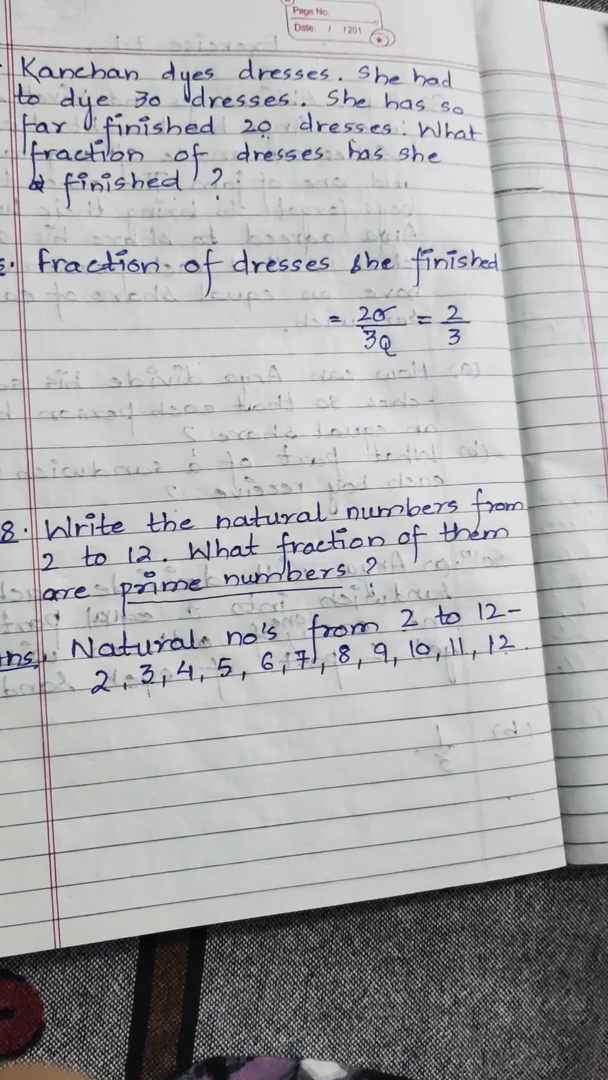 Page No.
Date: / /201
Kanchan dyes dresses. She had
to dye 30 dresses. She has so
far finished 20 dresses. What
fraction of dresses has she
finished ?
s. Fraction of dresses she finished
= 20/30 = 2/3
8. Write the natural numbers from
2 to 12. What fraction of them
are prime numbers ?
Ans. Natural no's from 2 to 12-
2, 3, 4, 5, 6, 7, 8, 9, 10, 11, 12.